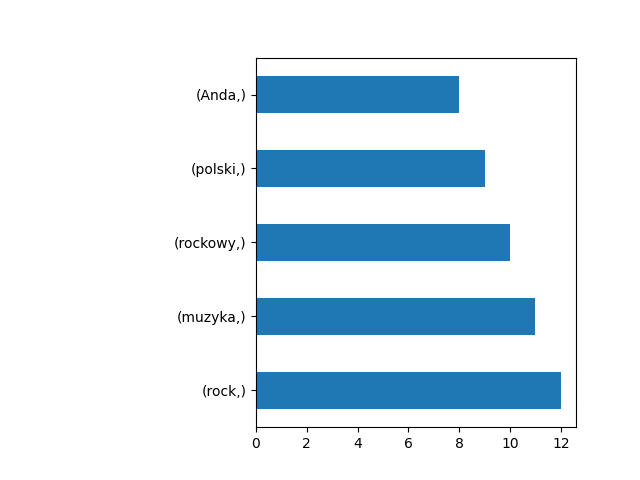 (Anda,)
(polski,)
(rockowy,)
(muzyka,)
(rock,)
0 2 4 6 8 10 12